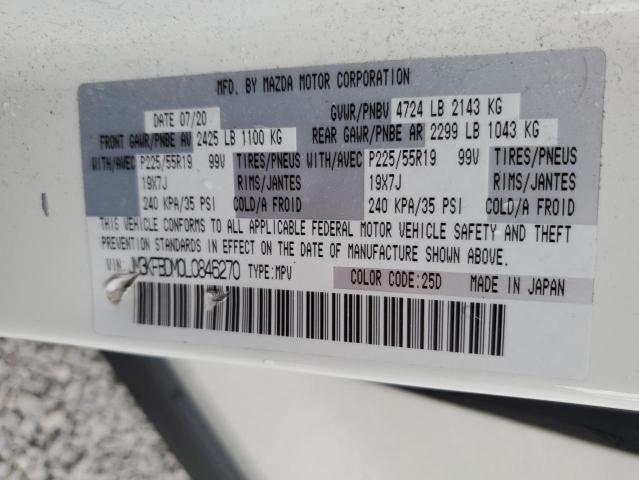 MFD. BY MAZDA MOTOR CORPORATION
DATE 07/20 GVWR/PNBV 4724 LB 2143 KG
FRONT GAWR/PNBE AV 2425 LB 1100 KG REAR GAWR/PNBE AR 2299 LB 1043 KG
WITH/AVEC P225/55R19 99V TIRES/PNEUS WITH/AVEC P225/55R19 99V TIRES/PNEUS
19X7J RIMS/JANTES 19X7J RIMS/JANTES
240 KPA/35 PSI COLD/A FROID 240 KPA/35 PSI COLD/A FROID
THIS VEHICLE CONFORMS TO ALL APPLICABLE FEDERAL MOTOR VEHICLE SAFETY AND THEFT
PREVENTION STANDARDS IN EFFECT ON THE DATE OF MANUFACTURE SHOWN ABOVE.
VIN: JM3KFBDM0L0845270 TYPE:MPV COLOR CODE:25D MADE IN JAPAN